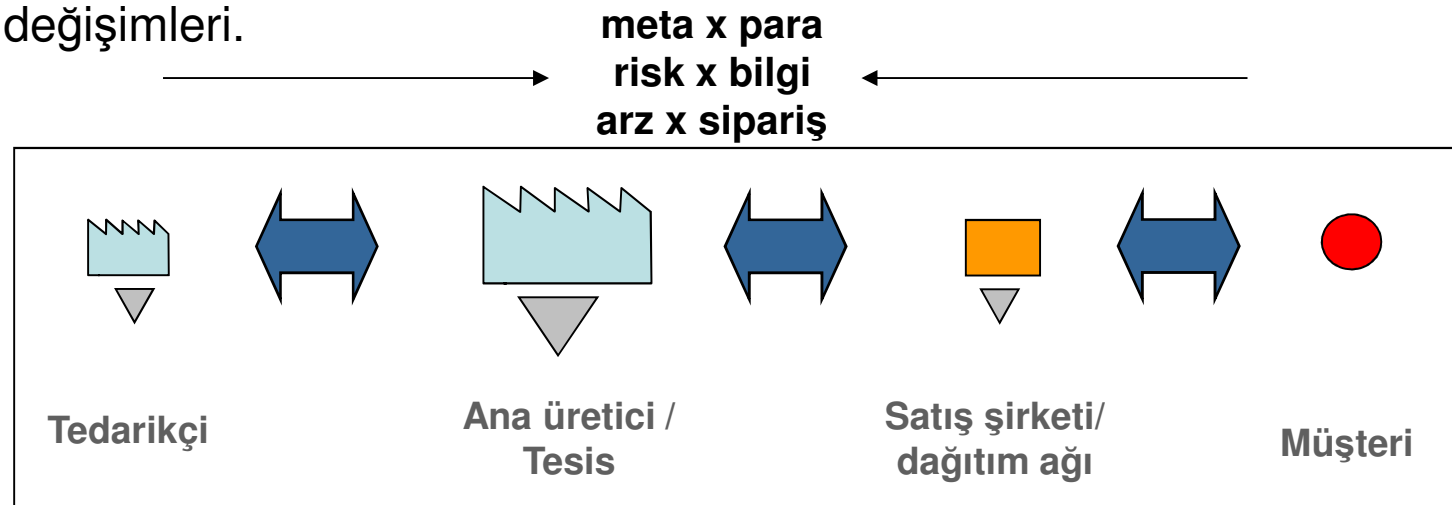 değişimleri.
meta x para
risk x bilgi
arz x sipariş
Tedarikçi
Ana üretici /
Tesis
Satış şirketi/
dağıtım ağı
Müşteri